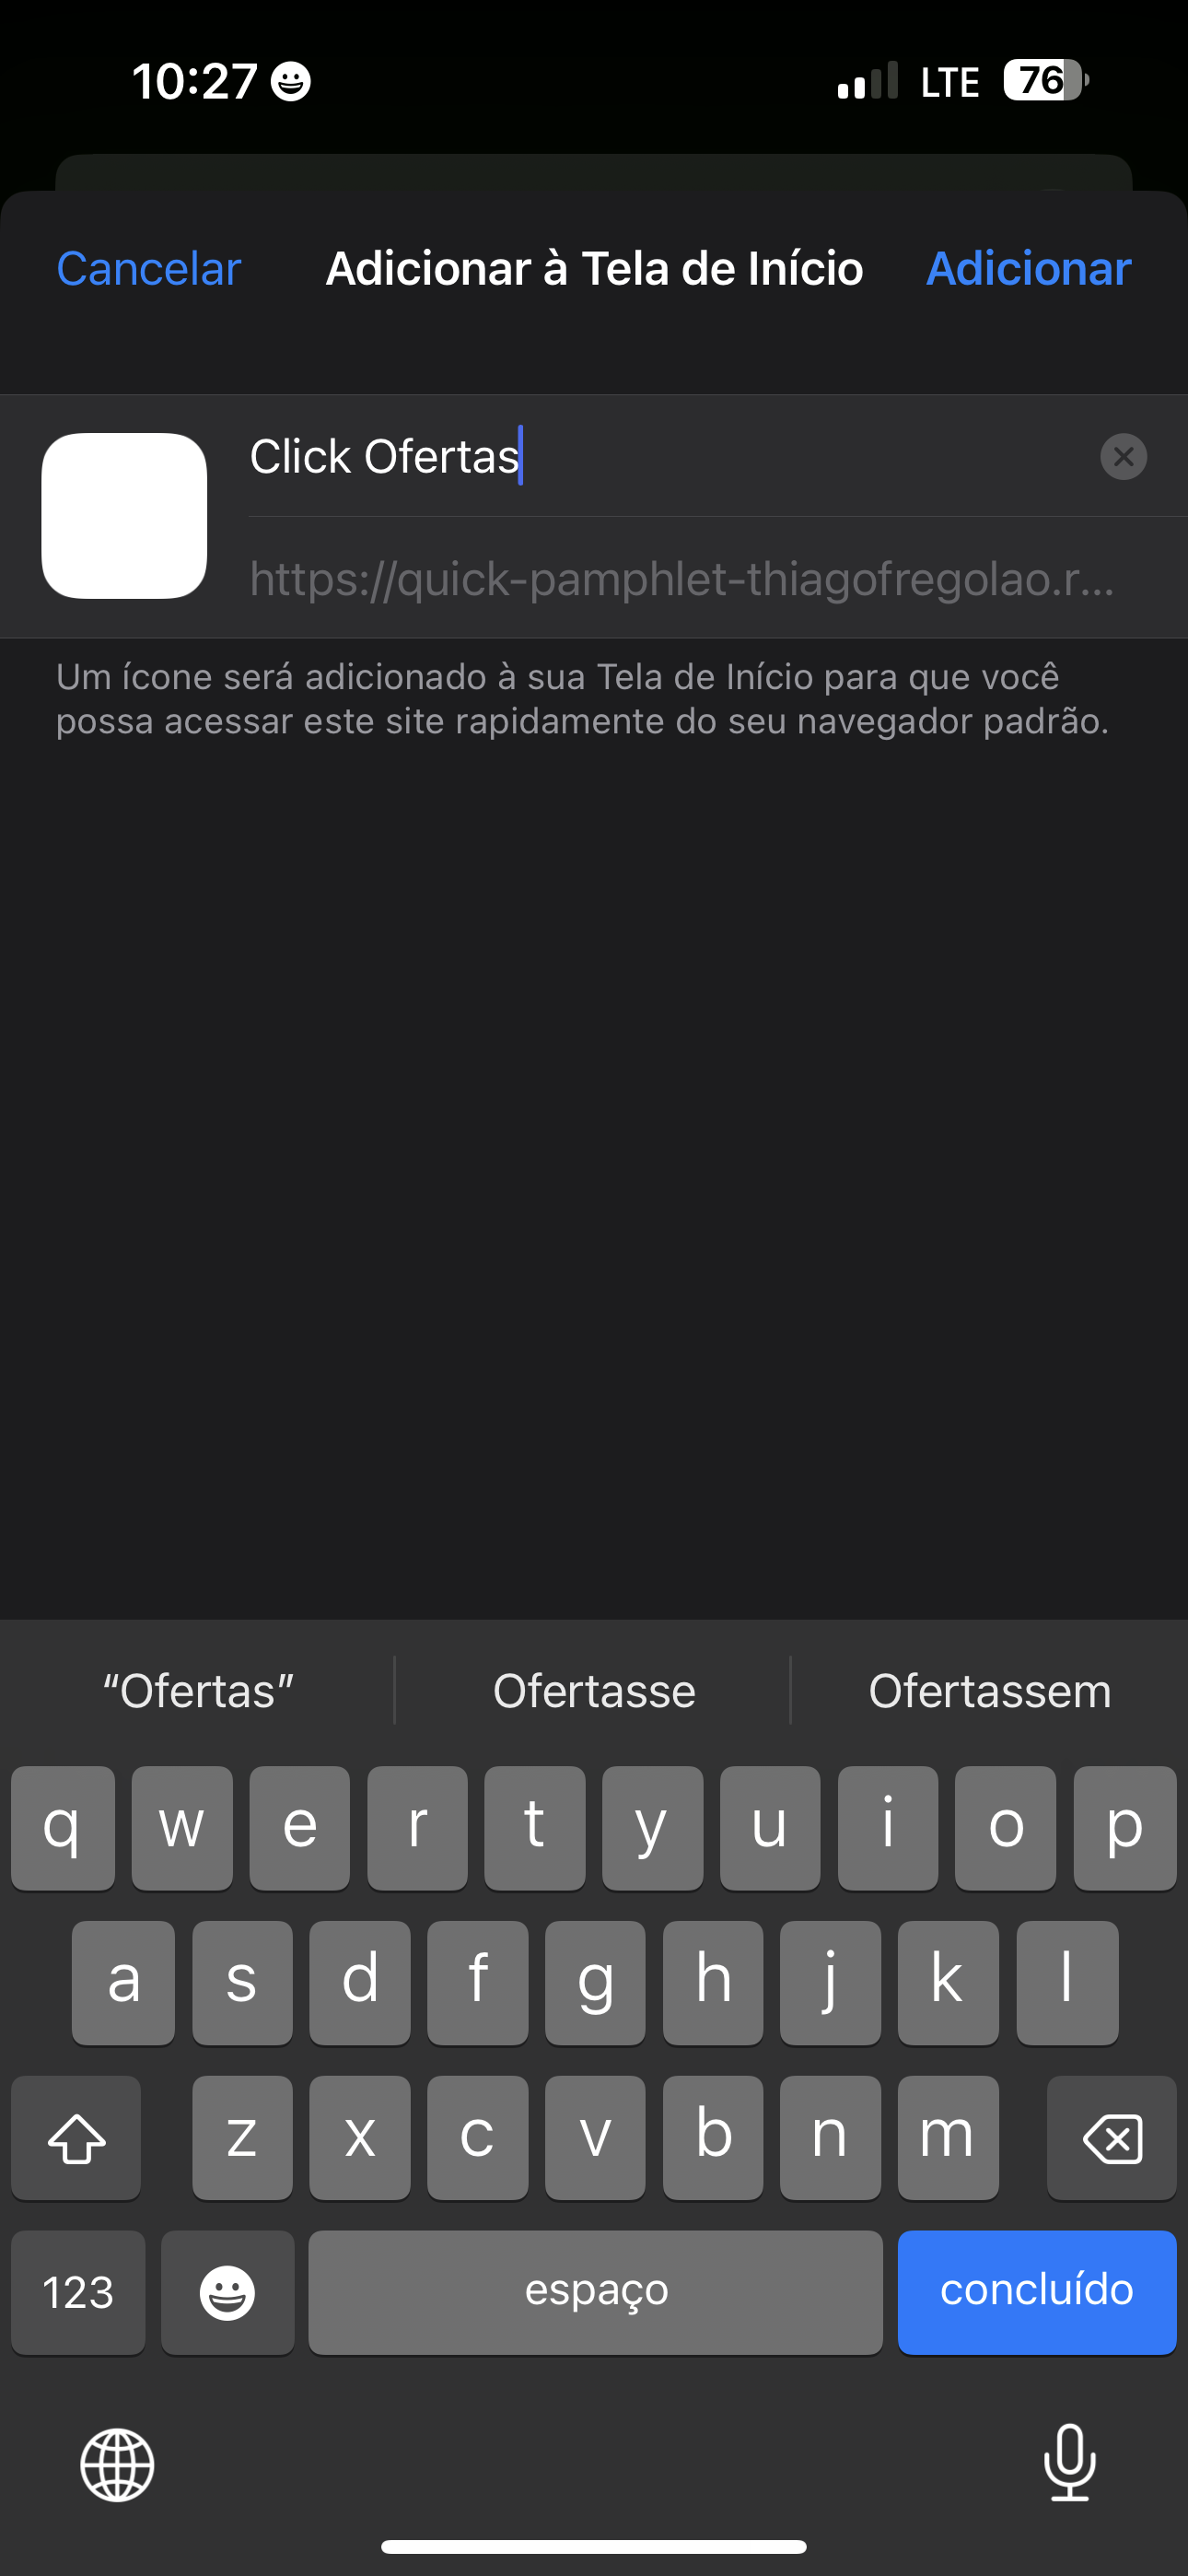 10:27
LTE
76
Cancelar
Adicionar à Tela de Início
Adicionar
Click Ofertas
https://quick-pamphlet-thiagofregolao.r...
Um ícone será adicionado à sua Tela de Início para que você
possa acessar este site rapidamente do seu navegador padrão.
“Ofertas” Ofertasse Ofertassem
q w e r t y u i o p
a s d f g h j k l
z x c v b n m
123 espaço concluído